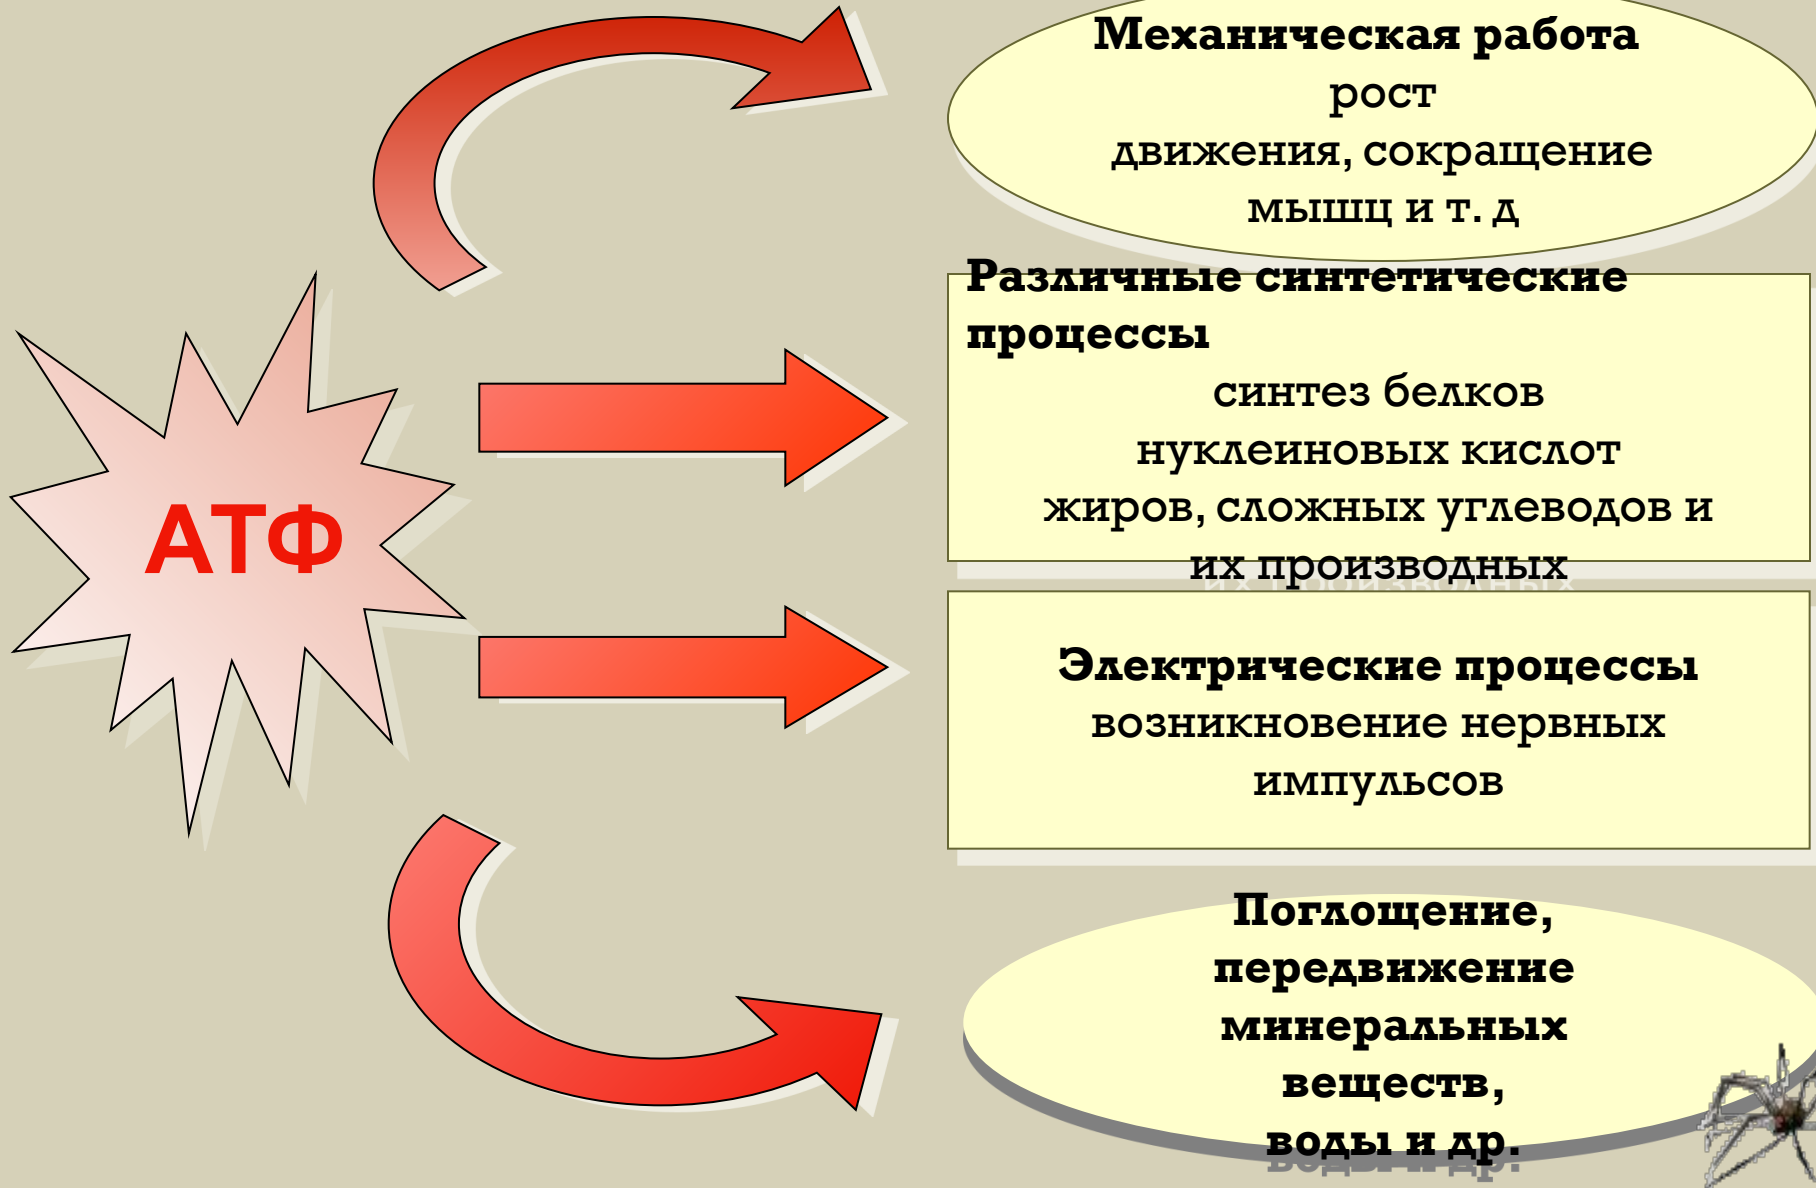 Механическая работа
рост
движения, сокращение
мышц и т. д
Различные синтетические
процессы
синтез белков
нуклеиновых кислот
жиров, сложных углеводов и
их производных
АТФ
Электрические процессы
возникновение нервных
импульсов
Поглощение,
передвижение
минеральных
веществ,
воды и др.